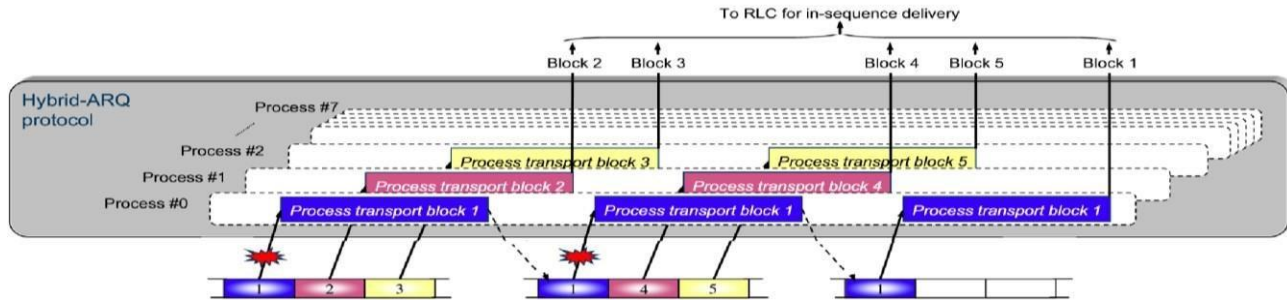 To RLC for in-sequence delivery
Block 2 Block 3 Block 4 Block 5 Block 1
Hybrid-ARQ
protocol
Process #7
Process #2
Process #1
Process #0
Process transport block 3 Process transport block 5
Process transport block 2 Process transport block 4
Process transport block 1 Process transport block 1 Process transport block 1
1 2 3 1 4 5 1